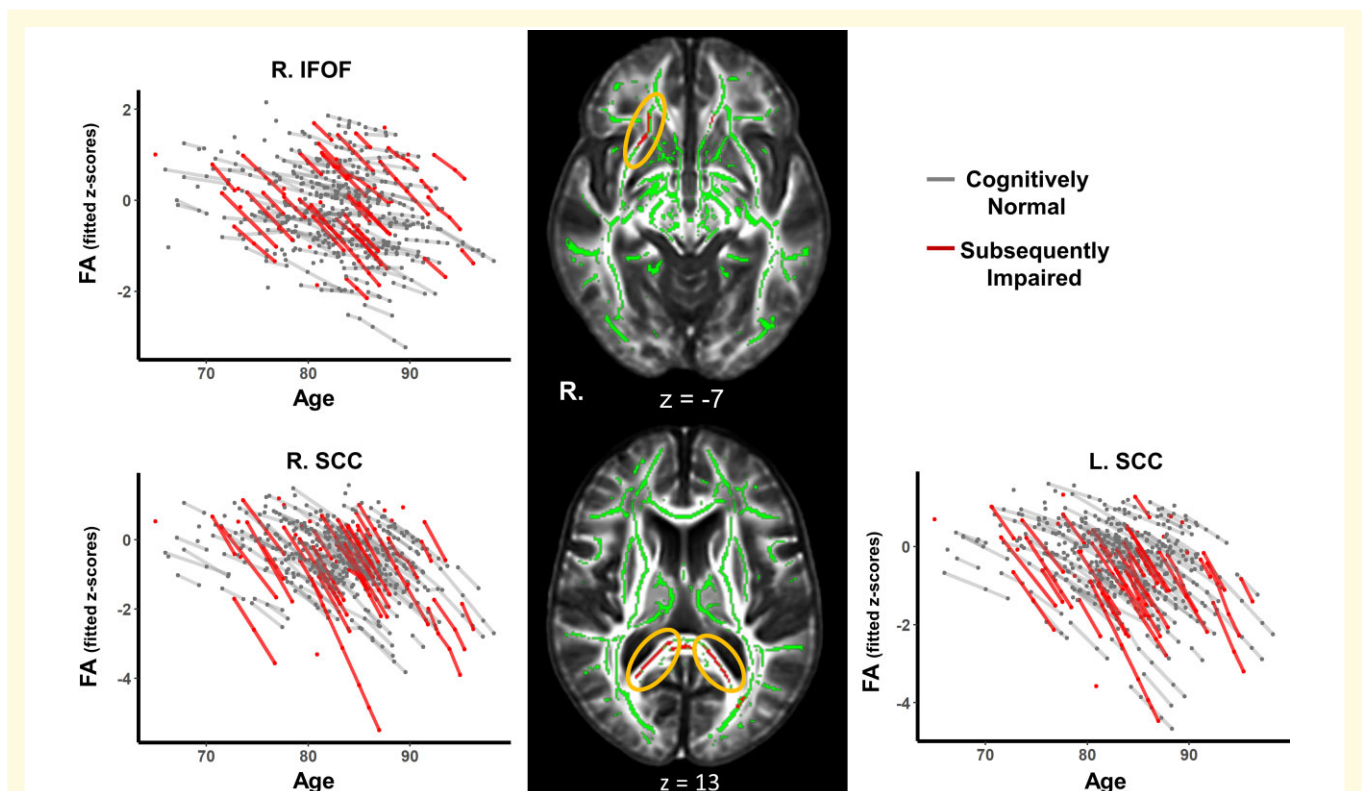 R. IFOF
FA (fitted z-scores)
2
0
-2
70 80 90
Age
R.
z = -7
Cognitively
Normal
Subsequently
Impaired
R. SCC
FA (fitted z-scores)
0
-2
-4
70 80 90
Age
z = 13
L. SCC
FA (fitted z-scores)
0
-2
-4
70 80 90
Age